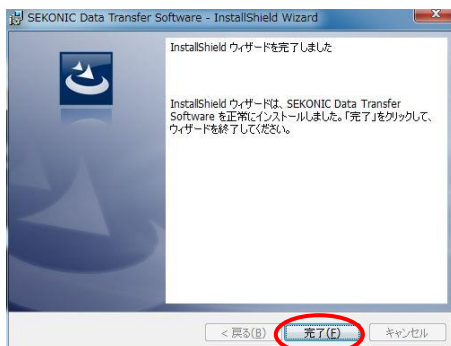 SEKONIC Data Transfer Software - InstallShield Wizard
InstallShield ウィザードを完了しました
InstallShield ウィザードは、SEKONIC Data Transfer
Software を正常にインストールしました。「完了」をクリックして、
ウィザードを終了してください。
< 戻る(B) 完了(F) キャンセル